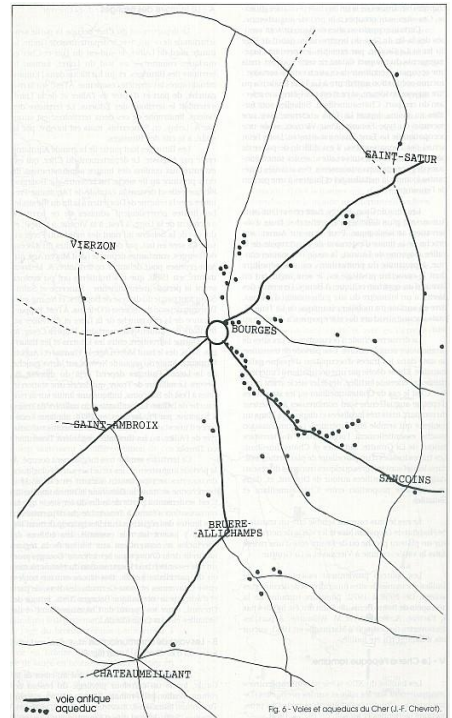 SAINT-SATUR
VIERZON
BOURGES
SAINT-AMBROIX
SANCOINS
BRUERE-
-ALLICHAMPS
CHATEAUMEILLANT
voie antique
aqueduc
Fig. 6 - Voies et aqueducs du Cher (J.-F. Chevrot).